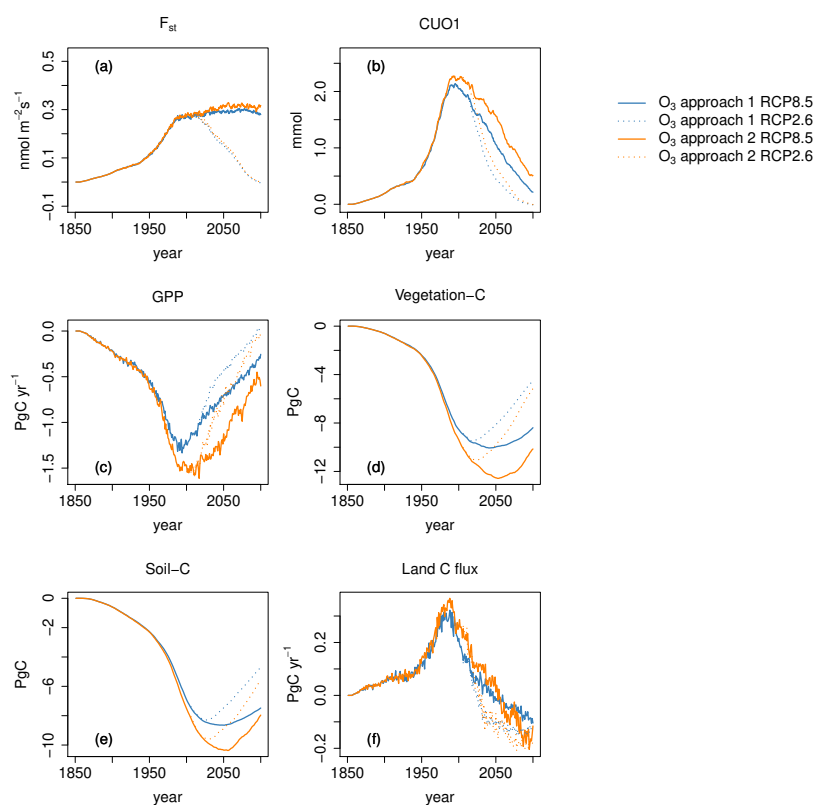 F_st
(a)
nmol m⁻²s⁻¹
0.5
0.3
0.1
−0.1
1850 1950 2050
year
CUO1
(b)
mmol
2.0
1.0
0.0
1850 1950 2050
year
O₃ approach 1 RCP8.5
O₃ approach 1 RCP2.6
O₃ approach 2 RCP8.5
O₃ approach 2 RCP2.6
GPP
(c)
PgC yr⁻¹
0.0
−0.5
−1.0
−1.5
1850 1950 2050
year
Vegetation−C
(d)
PgC
0
−4
−8
−12
1850 1950 2050
year
Soil−C
(e)
PgC
0
−2
−6
−10
1850 1950 2050
year
Land C flux
(f)
PgC yr⁻¹
0.2
0.0
−0.2
1850 1950 2050
year